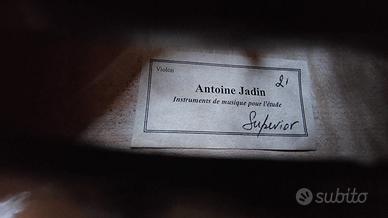 Violon
21
Antoine Jadin
Instruments de musique pour l'étude
Superior
subito